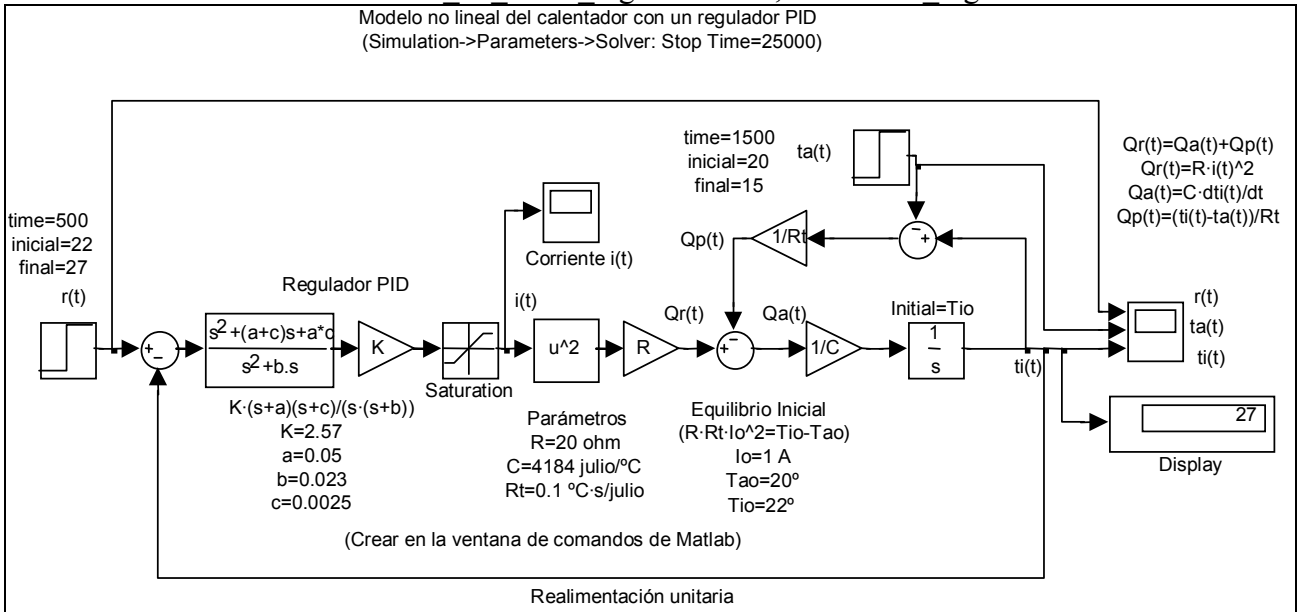 Modelo no lineal del calentador con un regulador PID
(Simulation->Parameters->Solver: Stop Time=25000)
time=500
inicial=22
final=27
r(t)
+
-
Regulador PID
s2+(a+c)s+a*c
s2+b.s
K·(s+a)(s+c)/(s·(s+b))
K=2.57
a=0.05
b=0.023
c=0.0025
K
Saturation
i(t)
Corriente i(t)
u^2
R
Parámetros
R=20 ohm
C=4184 julio/ºC
Rt=0.1 ºC·s/julio
Qr(t)
Qp(t)
1/Rt
time=1500
inicial=20
final=15
ta(t)
-
+
+
-
Qa(t)
1/C
Equilibrio Inicial
(R·Rt·Io^2=Tio-Tao)
Io=1 A
Tao=20º
Tio=22º
Initial=Tio
1
s
ti(t)
Qr(t)=Qa(t)+Qp(t)
Qr(t)=R·i(t)^2
Qa(t)=C·dti(t)/dt
Qp(t)=(ti(t)-ta(t))/Rt
r(t)
ta(t)
ti(t)
27
Display
(Crear en la ventana de comandos de Matlab)
Realimentación unitaria